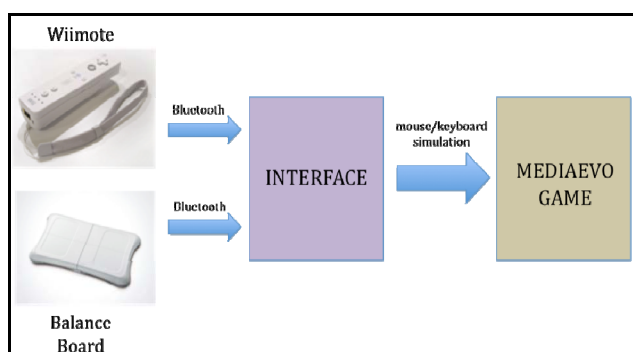 Wiimote
Bluetooth
INTERFACE
mouse/keyboard
simulation
MEDIAEVO
GAME
Bluetooth
Balance
Board